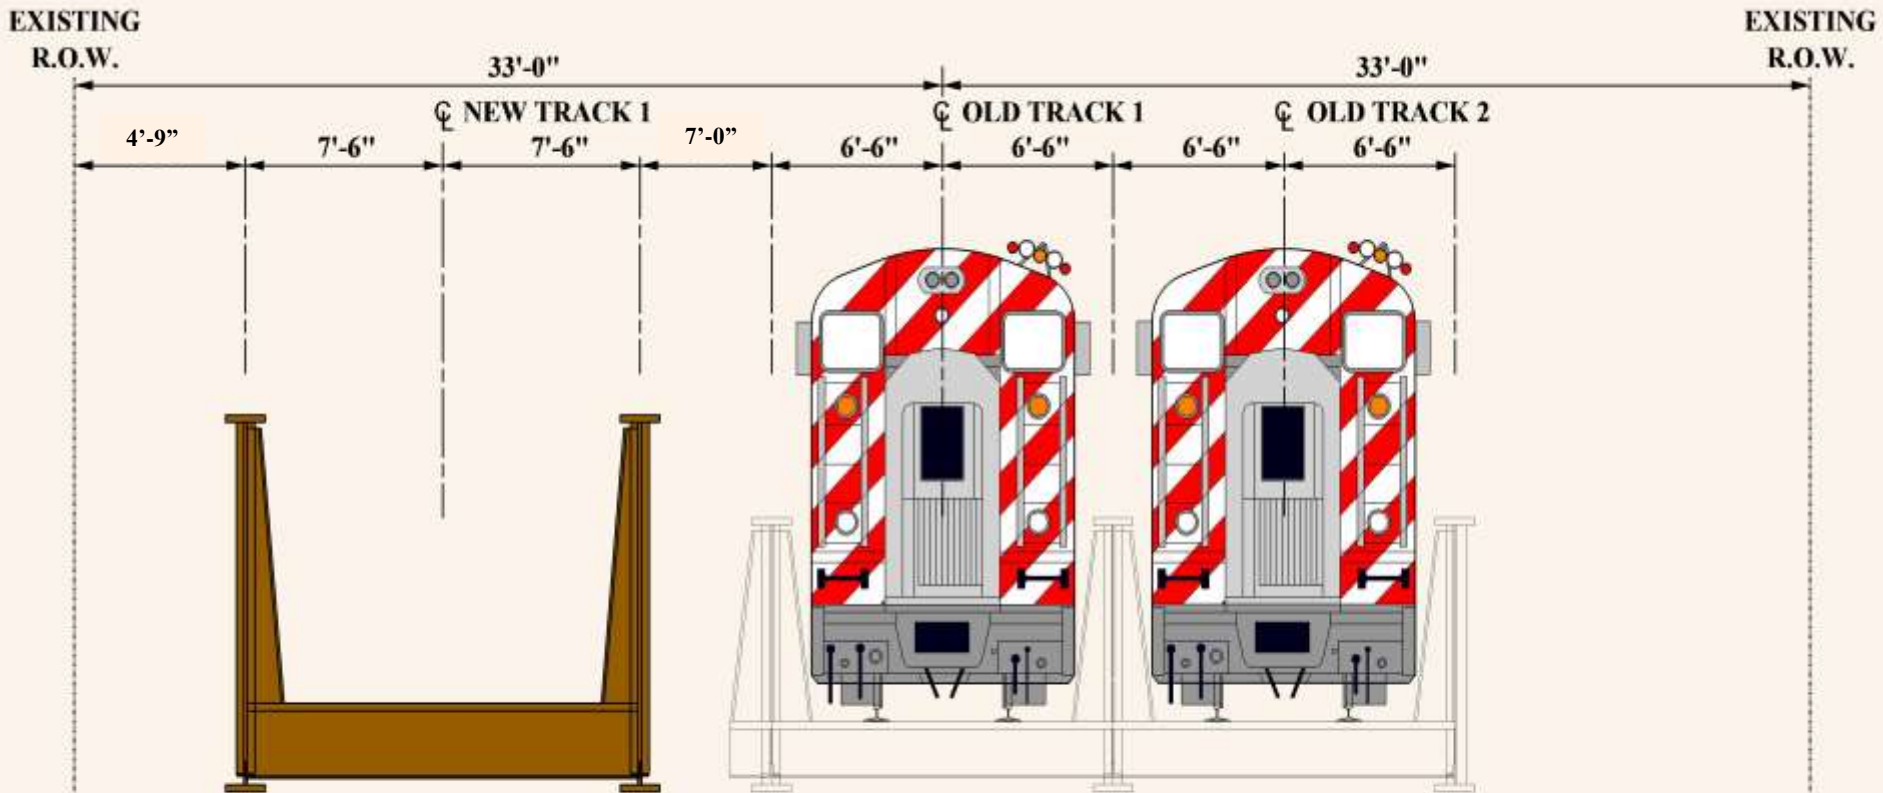 EXISTING
R.O.W.
EXISTING
R.O.W.
33'-0"
33'-0"
℄ NEW TRACK 1
℄ OLD TRACK 1
℄ OLD TRACK 2
4’-9”
7'-6"
7'-6"
7’-0”
6'-6"
6'-6"
6'-6"
6'-6"